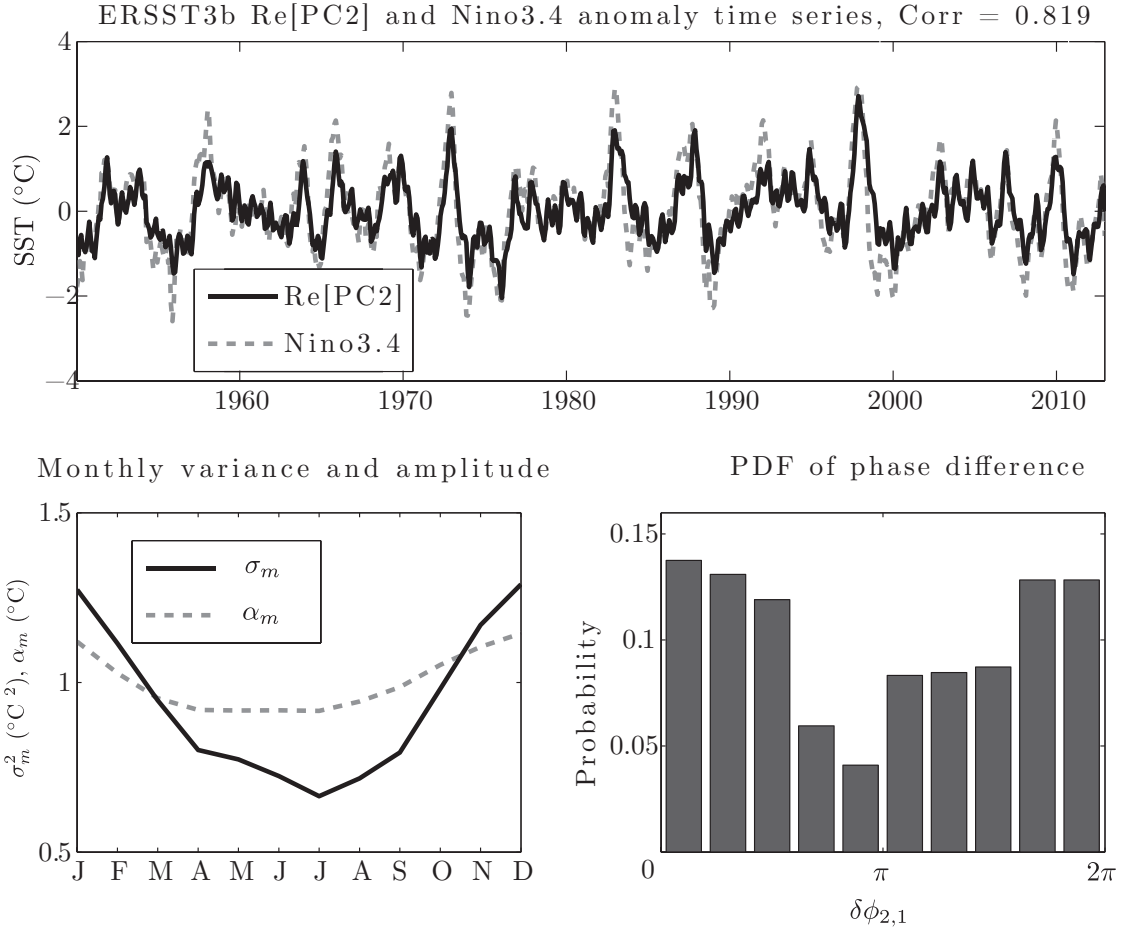 ERSST3b Re[PC2] and Nino3.4 anomaly time series, Corr = 0.819
4
2
0
−2
−4
SST (°C)
Re[PC2]
Nino3.4
1960 1970 1980 1990 2000 2010
Monthly variance and amplitude
1.5
1
0.5
σ²ₘ (°C ²), αₘ (°C)
σₘ
αₘ
J F M A M J J A S O N D
PDF of phase difference
0.15
0.1
0.05
Probability
0 π 2π
δϕ₂,₁